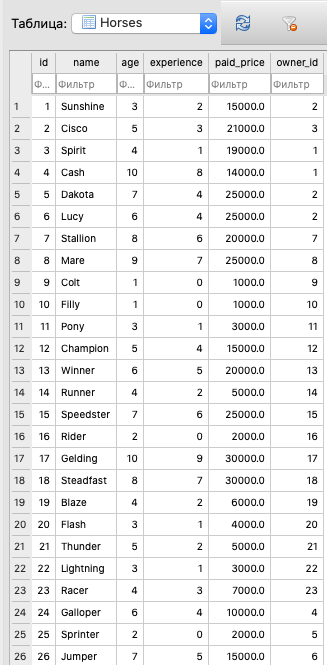 Таблица: Horses
id name age experience paid_price owner_id
Ф... Фильтр Ф... Фильтр Фильтр Фильтр
1 1 Sunshine 3 2 15000.0 2
2 2 Cisco 5 3 21000.0 3
3 3 Spirit 4 1 19000.0 1
4 4 Cash 10 8 14000.0 1
5 5 Dakota 7 4 25000.0 2
6 6 Lucy 6 4 25000.0 2
7 7 Stallion 8 6 20000.0 7
8 8 Mare 9 7 25000.0 8
9 9 Colt 1 0 1000.0 9
10 10 Filly 1 0 1000.0 10
11 11 Pony 3 1 3000.0 11
12 12 Champion 5 4 15000.0 12
13 13 Winner 6 5 20000.0 13
14 14 Runner 4 2 5000.0 14
15 15 Speedster 7 6 25000.0 15
16 16 Rider 2 0 2000.0 16
17 17 Gelding 10 9 30000.0 17
18 18 Steadfast 8 7 30000.0 18
19 19 Blaze 4 2 6000.0 19
20 20 Flash 3 1 4000.0 20
21 21 Thunder 5 2 5000.0 21
22 22 Lightning 3 1 3000.0 22
23 23 Racer 4 3 7000.0 23
24 24 Galloper 6 4 10000.0 4
25 25 Sprinter 2 0 2000.0 5
26 26 Jumper 7 5 15000.0 6